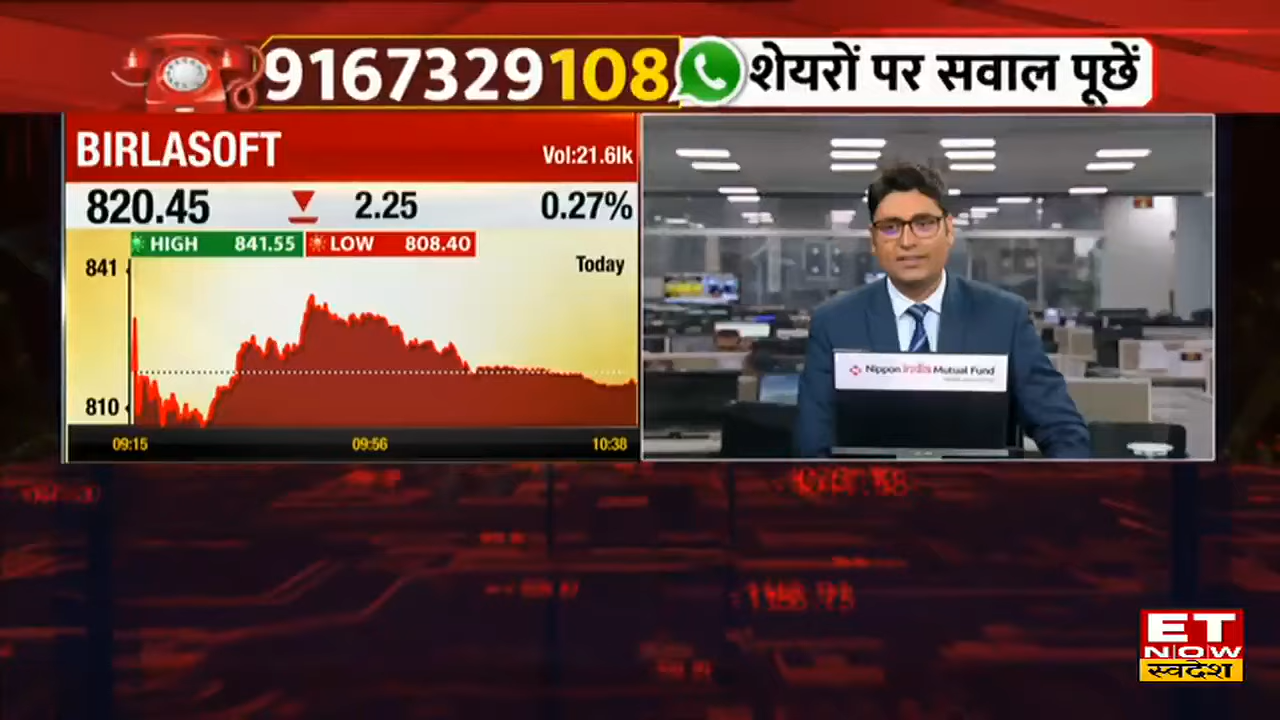 9167329108 शेयरों पर सवाल पूछें
BIRLASOFT
Vol:21.6lk
820.45 2.25 0.27%
HIGH 841.55 LOW 808.40
841
Today
810
09:15 09:56 10:38
Nippon India Mutual Fund
ET
NOW
स्वदेश